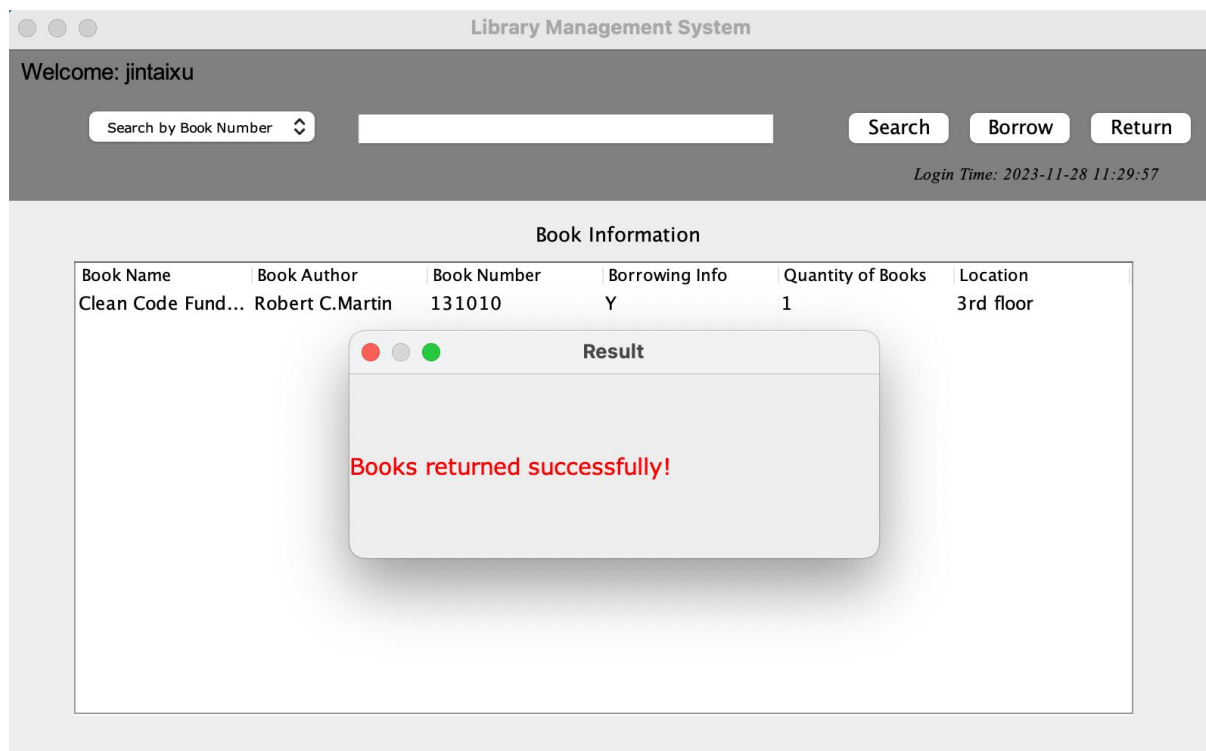 Library Management System
Welcome: jintaixu
Search by Book Number Search Borrow Return
Login Time: 2023-11-28 11:29:57
Book Information
Book Name Book Author Book Number Borrowing Info Quantity of Books Location
Clean Code Fund... Robert C.Martin 131010 Y 1 3rd floor
Result
Books returned successfully!